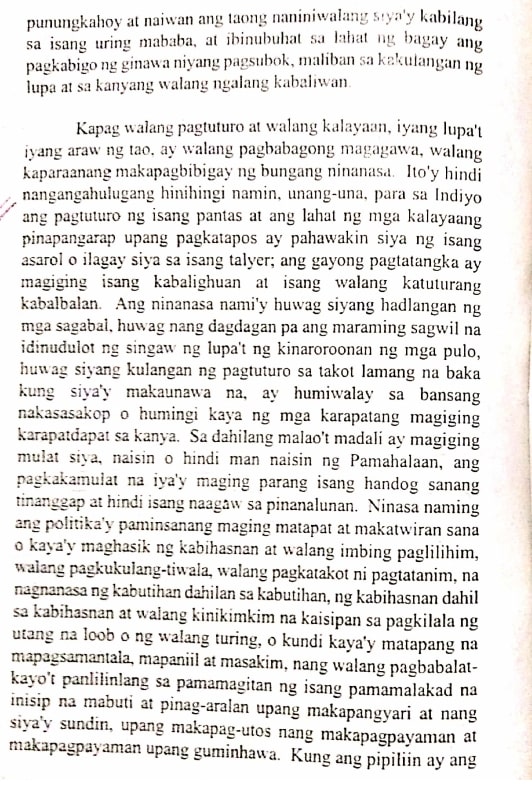 punungkahoy at naiwan ang taong naniniwalang siya'y kabilang
sa isang uring mababa, at ibinubuhat sa lahat ng bagay ang
pagkabigo ng ginawa niyang pagsubok, maliban sa kakulangan ng
lupa at sa kanyang walang ngalang kabaliwan.
Kapag walang pagtuturo at walang kalayaan, iyang lupa't
iyang araw ng tao, ay walang pagbabagong magagawa, walang
kaparaanang makapagbibigay ng bungang ninanasa. Ito'y hindi
nangangahulugang hinihingi namin, unang-una, para sa Indiyo
ang pagtuturo ng isang pantas at ang lahat ng mga kalayaang
pinapangarap upang pagkatapos ay pahawakin siya ng isang
asarol o ilagay siya sa isang talyer; ang gayong pagtatangka ay
magiging isang kabalighuan at isang walang katuturang
kabalbalan. Ang ninanasa nami'y huwag siyang hadlangan ng
mga sagabal, huwag nang dagdagan pa ang maraming sagwil na
idinudulot ng singaw ng lupa't ng kinaroroonan ng mga pulo,
huwag siyang kulangan ng pagtuturo sa takot lamang na baka
kung siya'y makaunawa na, ay humiwalay sa bansang
nakasasakop o humingi kaya ng mga karapatang magiging
karapatdapat sa kanya. Sa dahilang malao't madali ay magiging
mulat siya, naisin o hindi man naisin ng Pamahalaan, ang
pagkakamulat na iya'y maging parang isang handog sanang
tinanggap at hindi isang naagaw sa pinanalunan. Ninasa naming
ang politika'y paminsanang maging matapat at makatwiran sana
o kaya'y maghasik ng kabihasnan at walang imbing paglilihim,
walang pagkukulang-tiwala, walang pagkatakot ni pagtatanim, na
nagnanasa ng kabutihan dahilan sa kabutihan, ng kabihasnan dahil
sa kabihasnan at walang kinikimkim na kaisipan sa pagkilala ng
utang na loob o ng walang turing, o kundi kaya'y matapang na
mapagsamantala, mapaniil at masakim, nang walang pagbabalat-
kayo't panlilinlang sa pamamagitan ng isang pamamalakad na
inisip na mabuti at pinag-aralan upang makapangyari at nang
siya'y sundin, upang makapag-utos nang makapagpayaman at
makapagpayaman upang guminhawa. Kung ang pipiliin ay ang